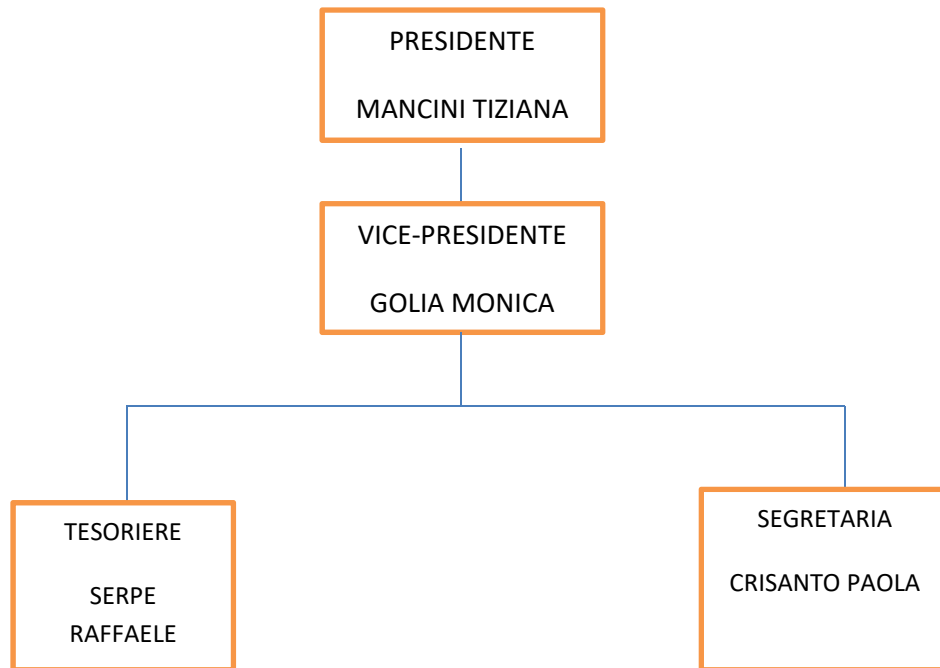 PRESIDENTE
MANCINI TIZIANA
VICE-PRESIDENTE
GOLIA MONICA
TESORIERE
SERPE
RAFFAELE
SEGRETARIA
CRISANTO PAOLA